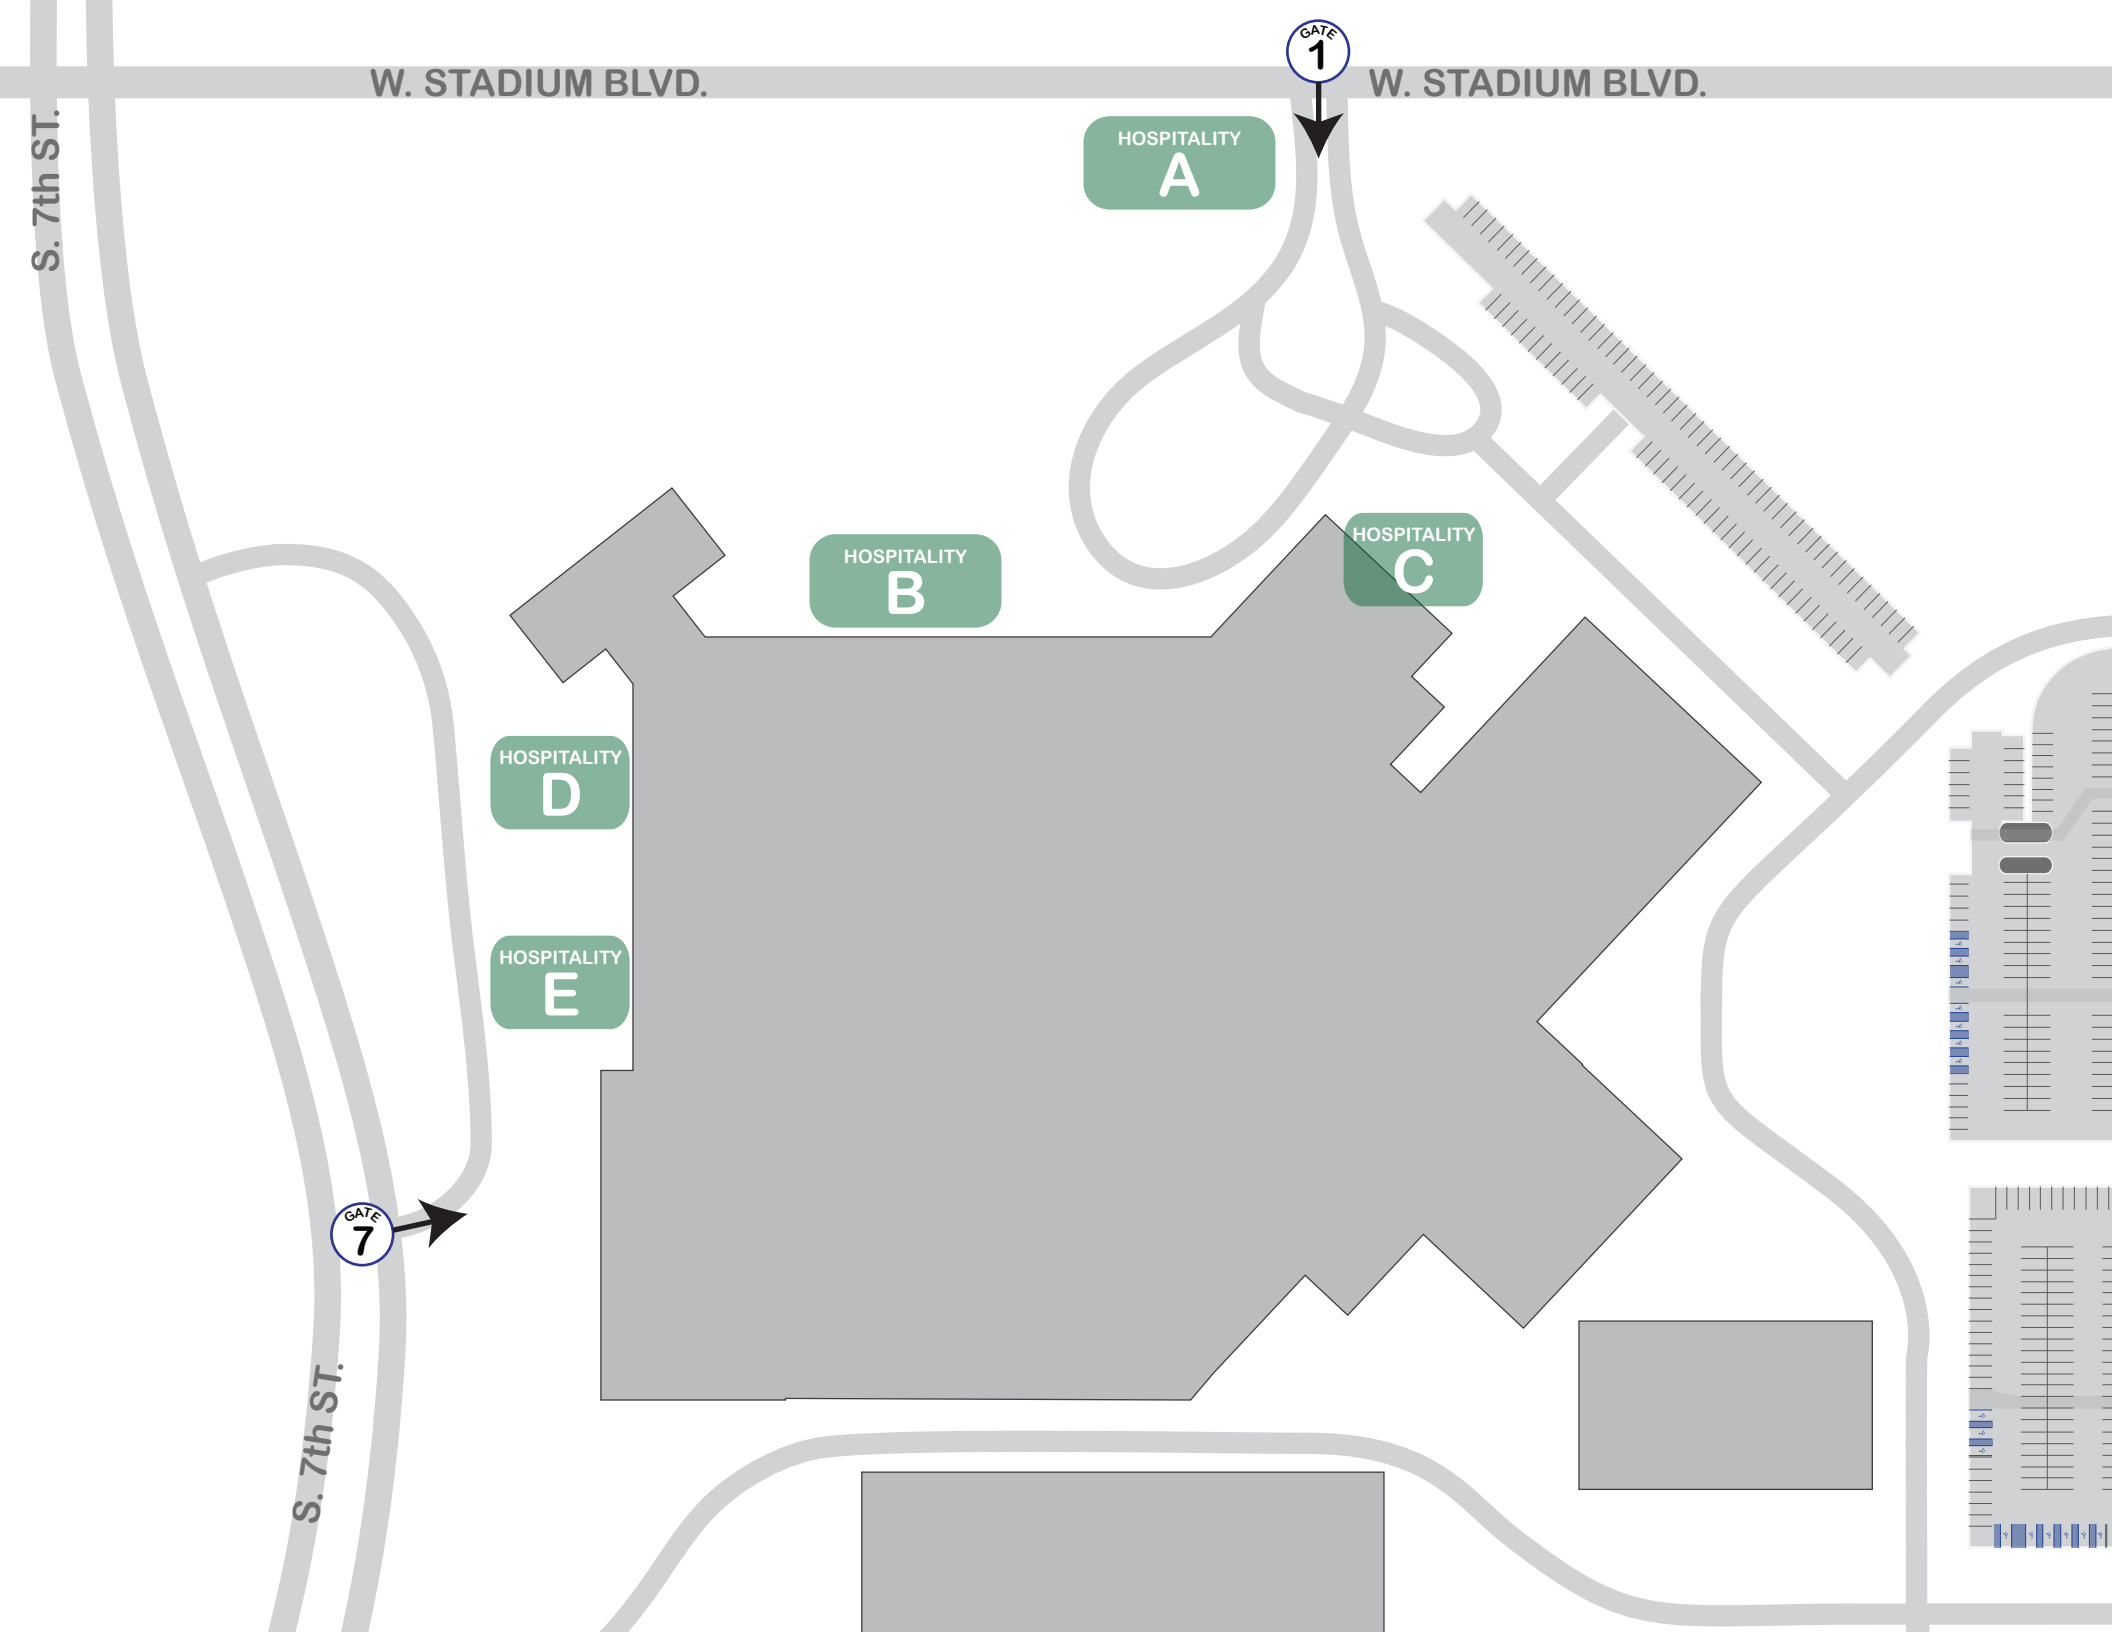 GATE
1
W. STADIUM BLVD.
W. STADIUM BLVD.
S. 7th ST.
HOSPITALITY
A
HOSPITALITY
B
HOSPITALITY
C
HOSPITALITY
D
HOSPITALITY
E
GATE
7
S. 7th ST.